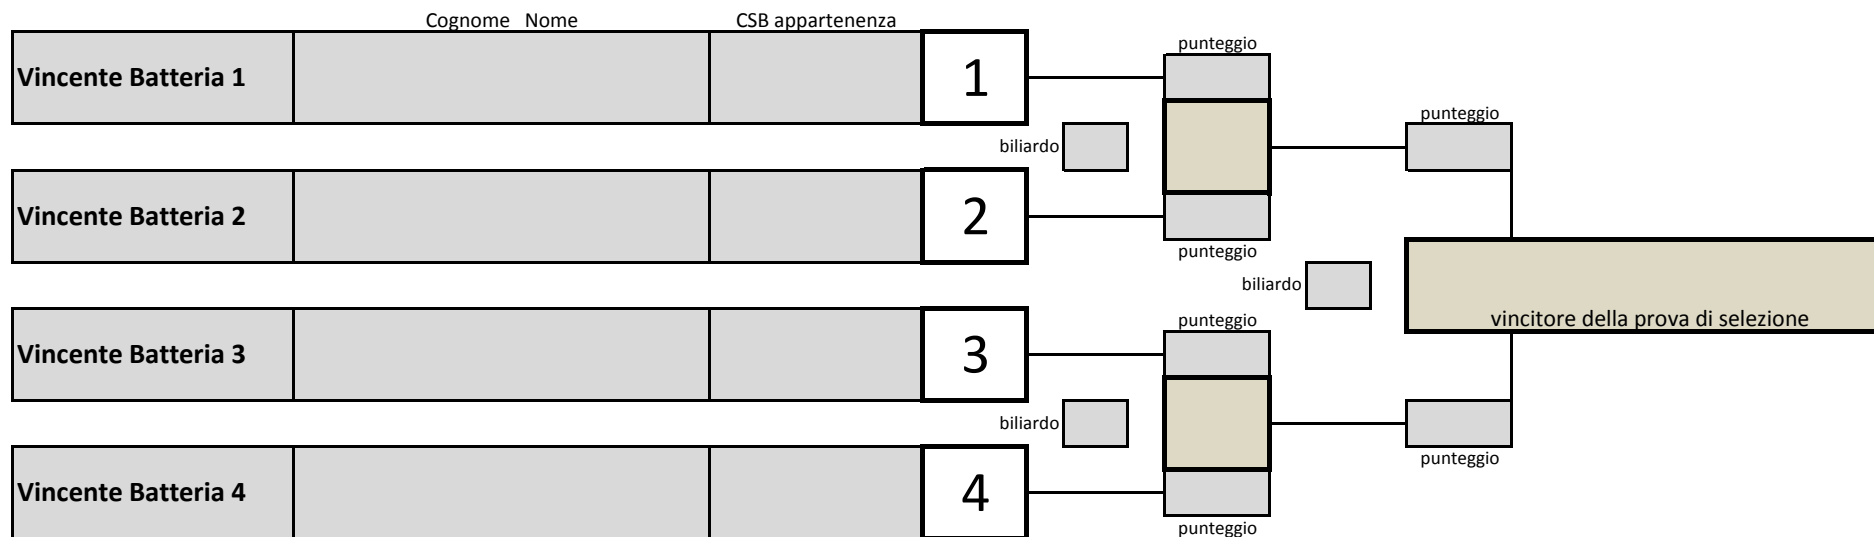 Cognome   Nome
CSB appartenenza
punteggio
Vincente Batteria 1
1
punteggio
biliardo
Vincente Batteria 2
2
punteggio
biliardo
vincitore della prova di selezione
punteggio
Vincente Batteria 3
3
biliardo
punteggio
Vincente Batteria 4
4
punteggio